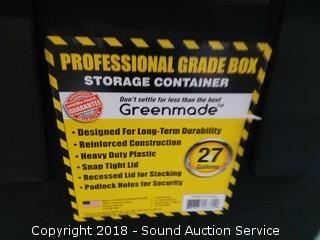 PROFESSIONAL GRADE BOX
STORAGE CONTAINER
Don't settle for less than the best
GUARANTEE
Greenmade™
• Designed For Long-Term Durability
• Reinforced Construction
• Heavy Duty Plastic
• Snap Tight Lid
• Recessed Lid for Stacking
• Padlock Holes for Security
27
Gallons
Copyright 2018 - Sound Auction Service